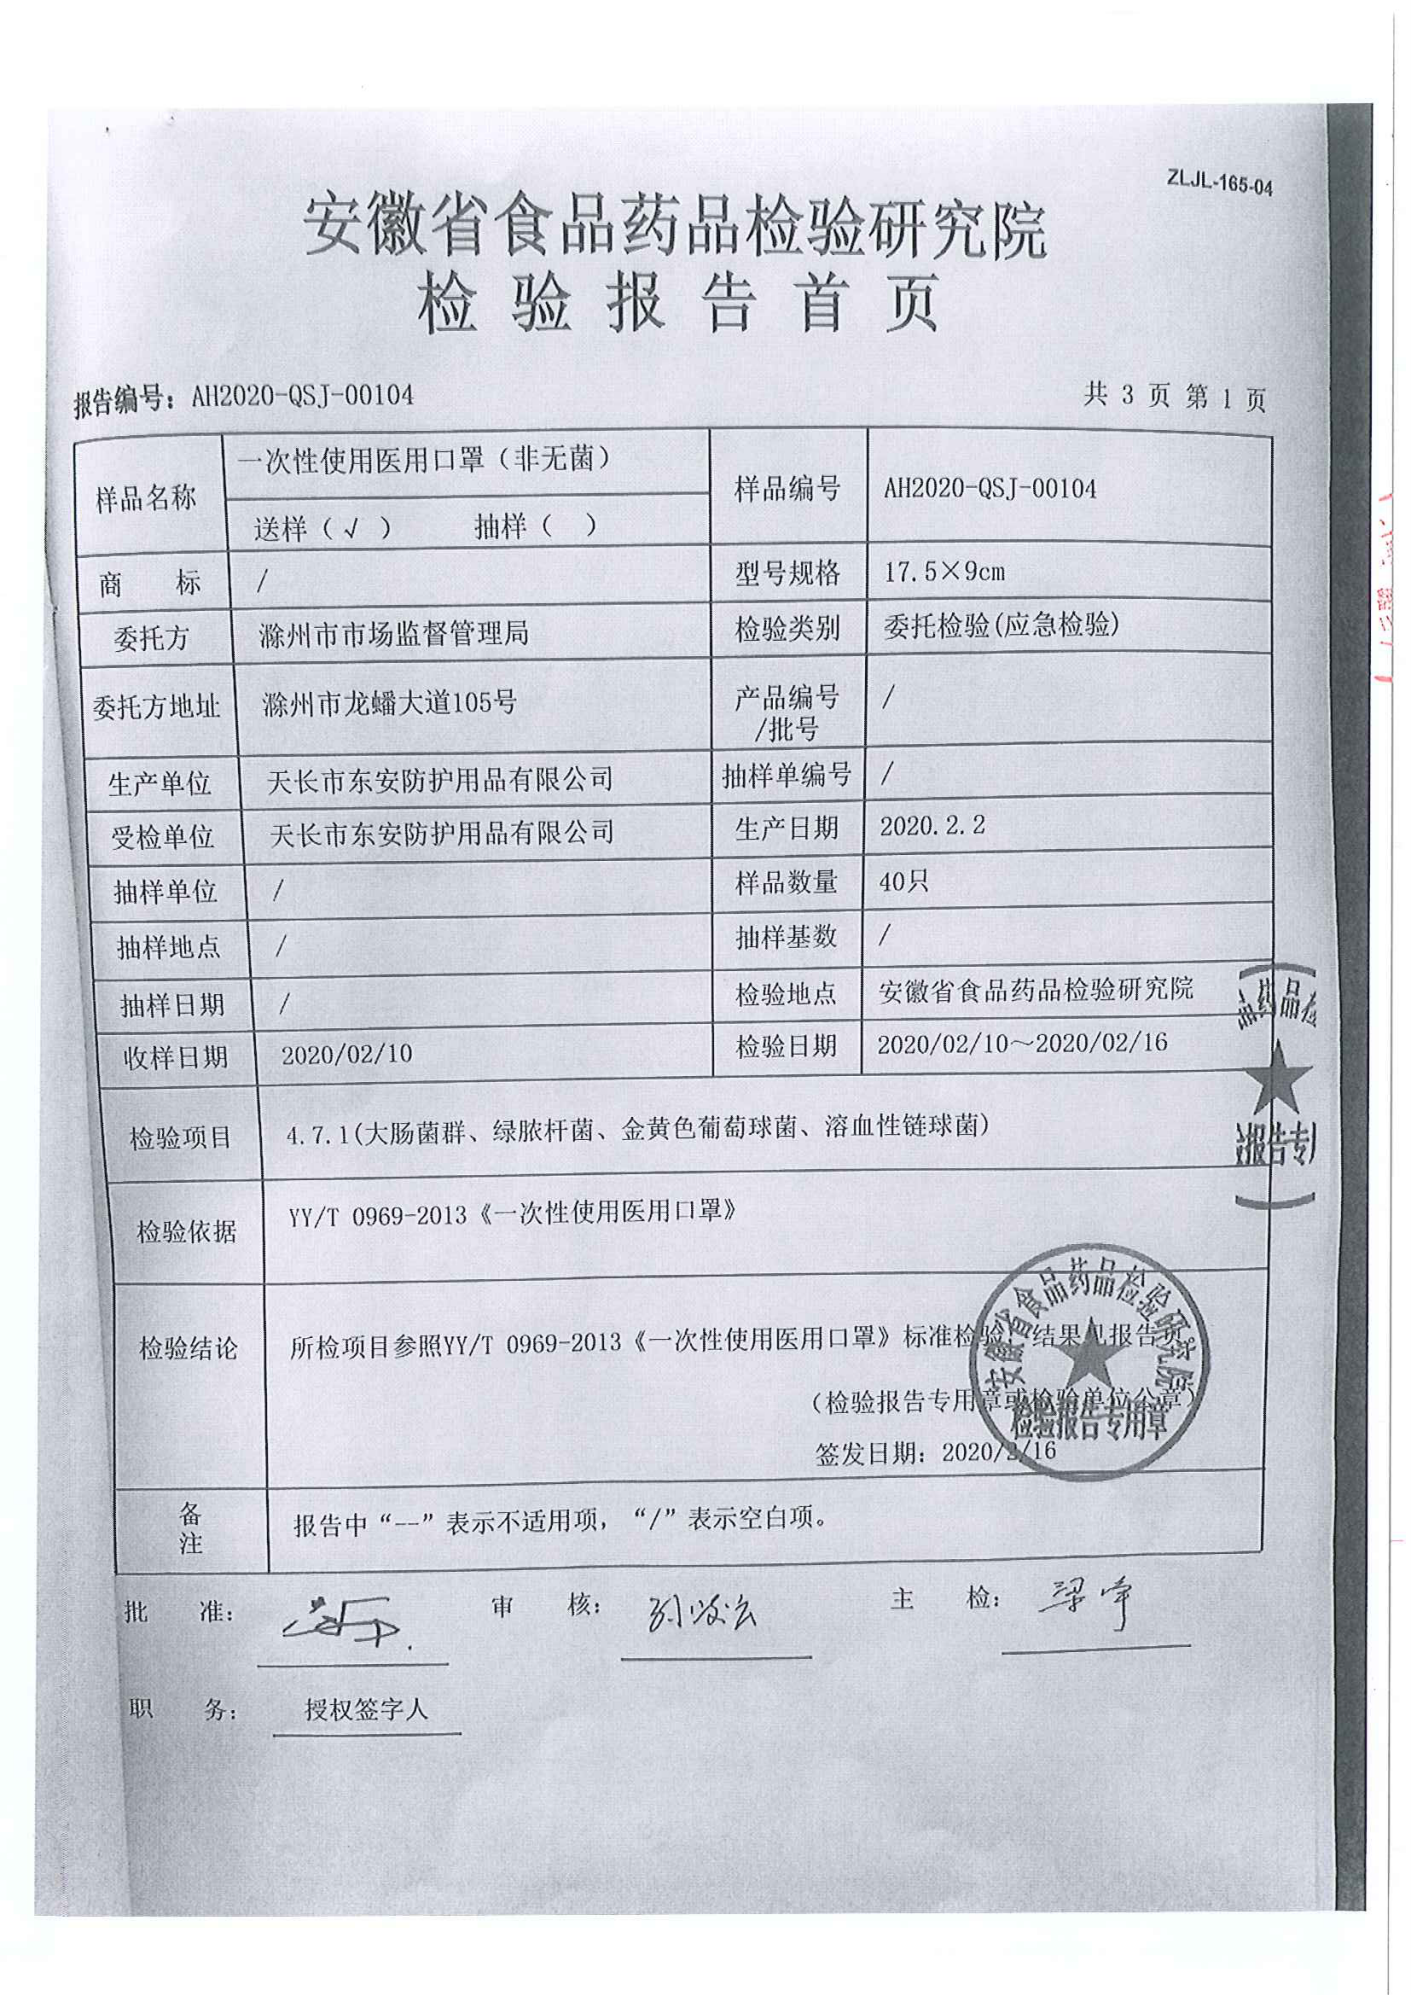 ZLJL-165-04
安徽省食品药品检验研究院
检验报告首页
报告编号：AH2020-QSJ-00104
共 3 页 第 1 页
样品名称 一次性使用医用口罩（非无菌） 样品编号 AH2020-QSJ-00104
送样（√ ） 抽样（ ）
商 标 / 型号规格 17.5×9cm
委托方 滁州市市场监督管理局 检验类别 委托检验(应急检验)
委托方地址 滁州市龙蟠大道105号 产品编号 /
/批号
生产单位 天长市东安防护用品有限公司 抽样单编号 /
受检单位 天长市东安防护用品有限公司 生产日期 2020.2.2
抽样单位 / 样品数量 40只
抽样地点 / 抽样基数 /
抽样日期 / 检验地点 安徽省食品药品检验研究院
收样日期 2020/02/10 检验日期 2020/02/10～2020/02/16
品药品检
检验项目 4.7.1(大肠菌群、绿脓杆菌、金黄色葡萄球菌、溶血性链球菌)
报告专
检验依据 YY/T 0969-2013《一次性使用医用口罩》
检验结论 所检项目参照YY/T 0969-2013《一次性使用医用口罩》标准检验，结果见报告页。
（检验报告专用章或检验单位公章）
签发日期：2020/2/16
安徽省食品药品检验研究院
检验报告专用章
备
注
报告中“--”表示不适用项，“/”表示空白项。
批 准： 审 核： 主 检：
职 务： 授权签字人